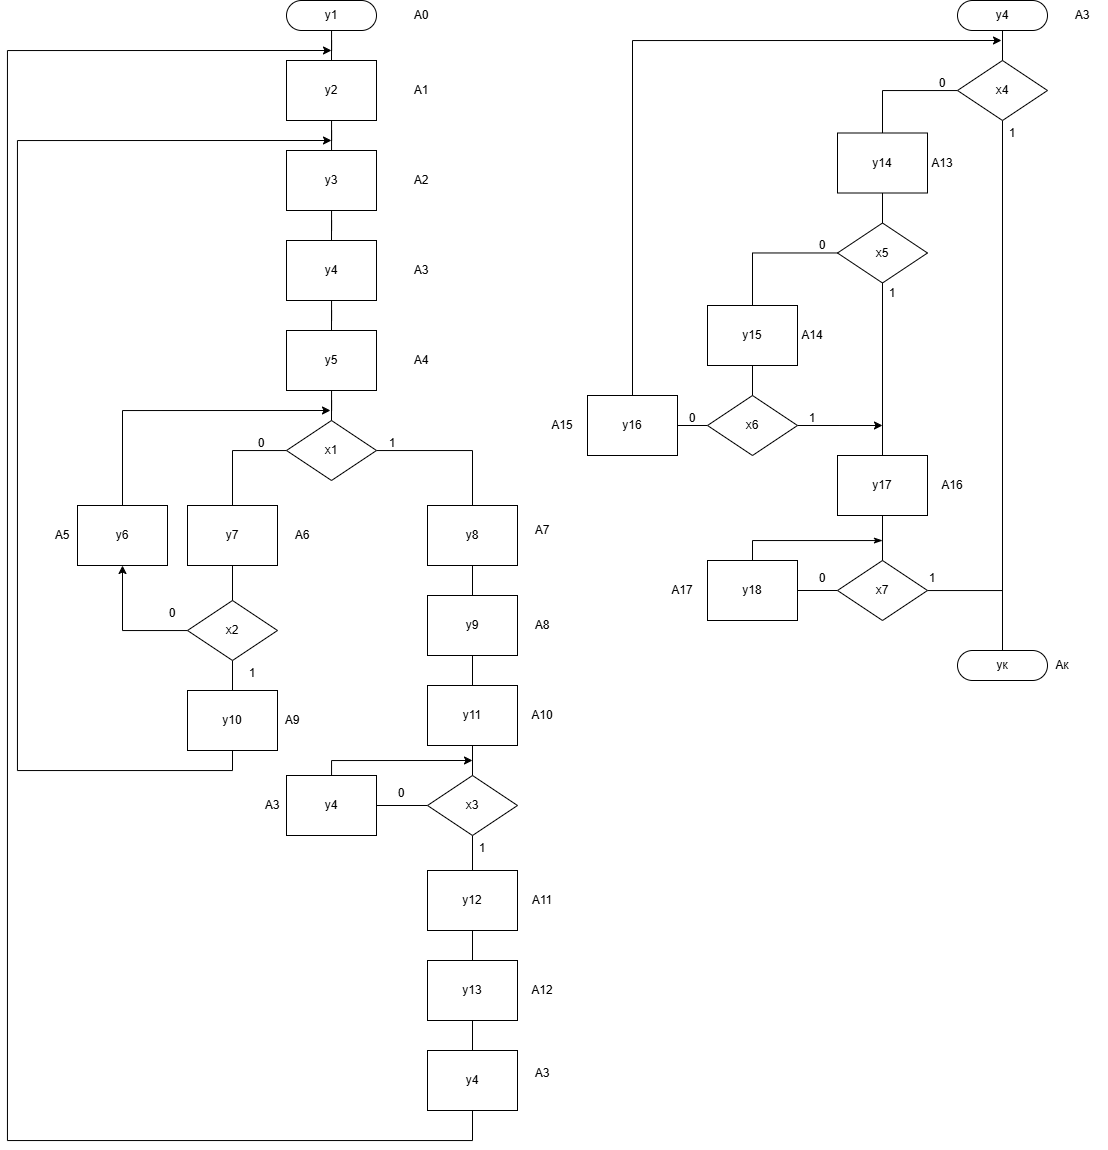 y1 A0
y2 A1
y3 A2
y4 A3
y5 A4
0 x1 1
A5 y6
y7 A6
0 x2
1
y10 A9
y8 A7
y9 A8
y11 A10
A3 y4 0 x3
1
y12 A11
y13 A12
y4 A3
y4 A3
0 x4
1
y14 A13
0 x5
1
y15 A14
A15 y16 0 x6 1
y17 A16
A17 y18 0 x7 1
ук Ак